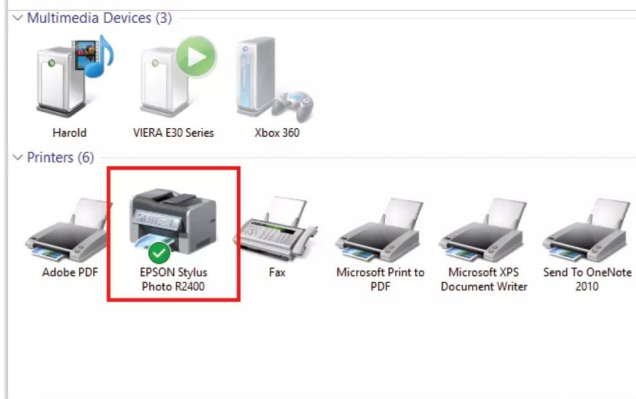 Multimedia Devices (3)
Harold
VIERA E30 Series
Xbox 360
Printers (6)
Adobe PDF
EPSON Stylus
Photo R2400
Fax
Microsoft Print to
PDF
Microsoft XPS
Document Writer
Send To OneNote
2010